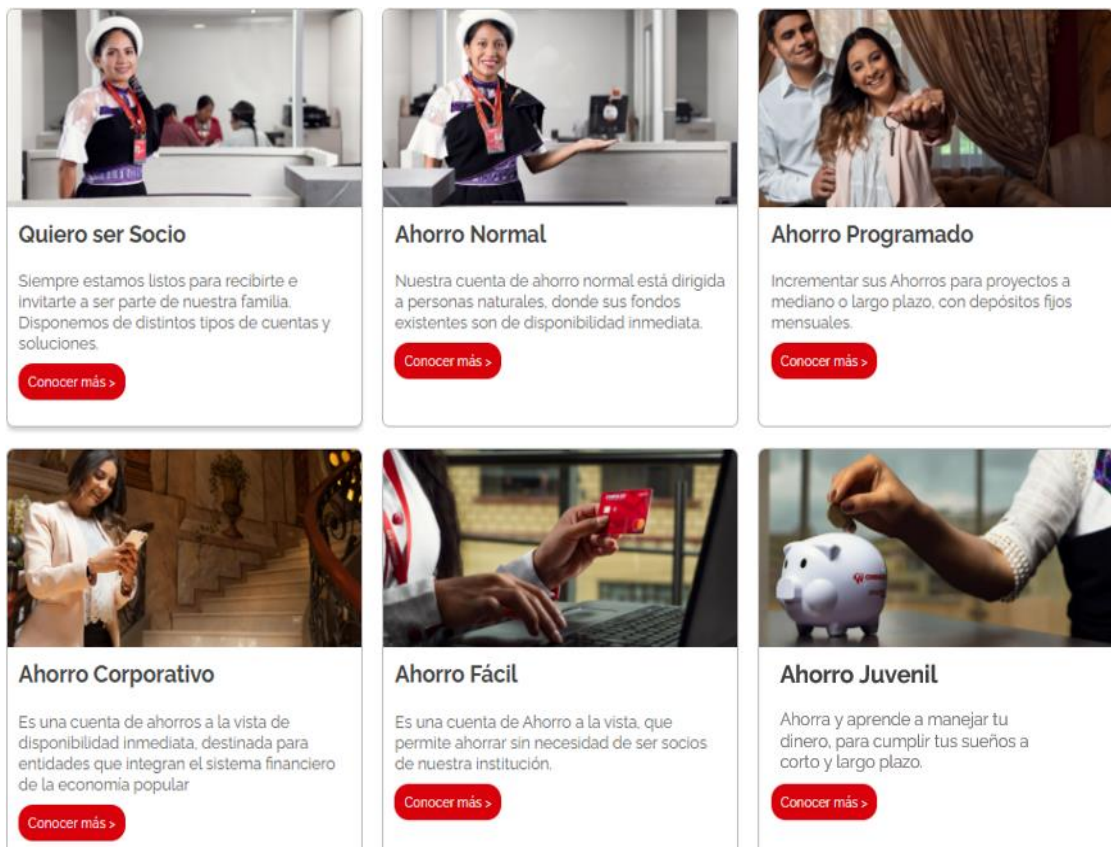 Quiero ser Socio
Siempre estamos listos para recibirte e
invitarte a ser parte de nuestra familia.
Disponemos de distintos tipos de cuentas y
soluciones.
Conocer más >
Ahorro Normal
Nuestra cuenta de ahorro normal está dirigida
a personas naturales, donde sus fondos
existentes son de disponibilidad inmediata.
Conocer más >
Ahorro Programado
Incrementar sus Ahorros para proyectos a
mediano o largo plazo, con depósitos fijos
mensuales.
Conocer más >
Ahorro Corporativo
Es una cuenta de ahorros a la vista de
disponibilidad inmediata, destinada para
entidades que integran el sistema financiero
de la economía popular
Conocer más >
Ahorro Fácil
Es una cuenta de Ahorro a la vista, que
permite ahorrar sin necesidad de ser socios
de nuestra institución.
Conocer más >
Ahorro Juvenil
Ahorra y aprende a manejar tu
dinero, para cumplir tus sueños a
corto y largo plazo.
Conocer más >